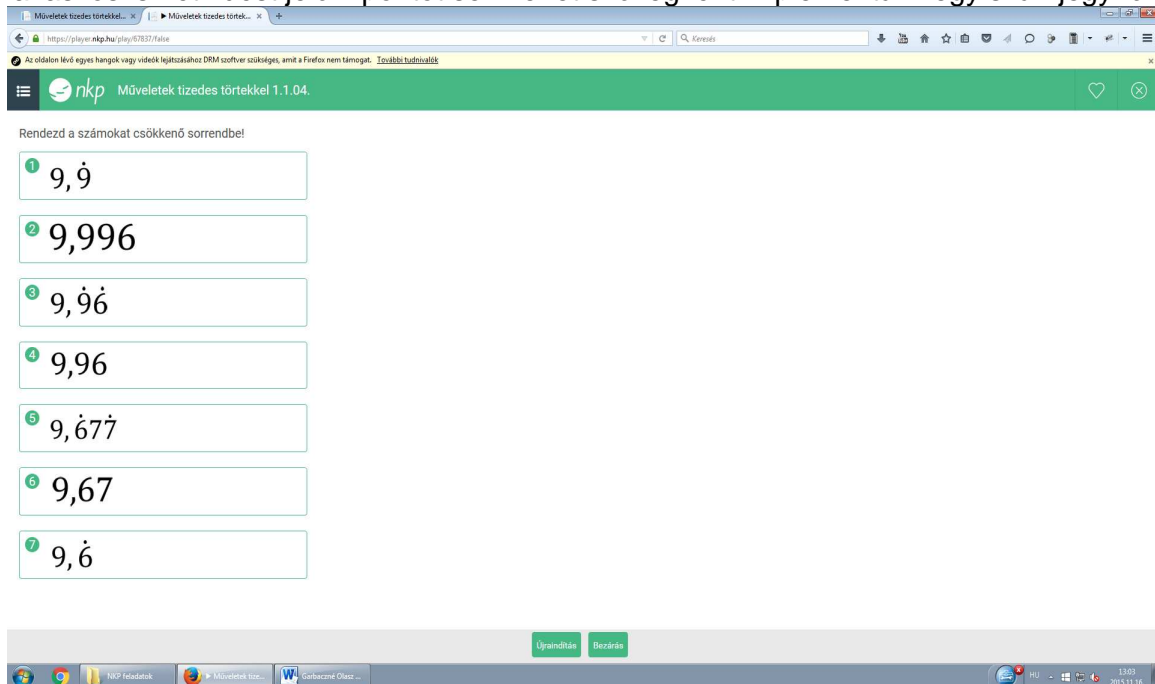 Műveletek tizedes törtekkel... × ▶ Műveletek tizedes törtek... × +
https://player.nkp.hu/play/67837/false Keresés
Az oldalon lévő egyes hangok vagy videók lejátszásához DRM szoftver szükséges, amit a Firefox nem támogat. További tudnivalók
nkp Műveletek tizedes törtekkel 1.1.04.
Rendezd a számokat csökkenő sorrendbe!
1 9,9̇
2 9,996
3 9,9̇6̇
4 9,96
5 9,6̇77̇
6 9,67
7 9,6̇
Újraindítás Bezárás
NKP feladatok ▶ Műveletek tize... Garbaczné Olasz ... HU 13:03
2015.11.16.